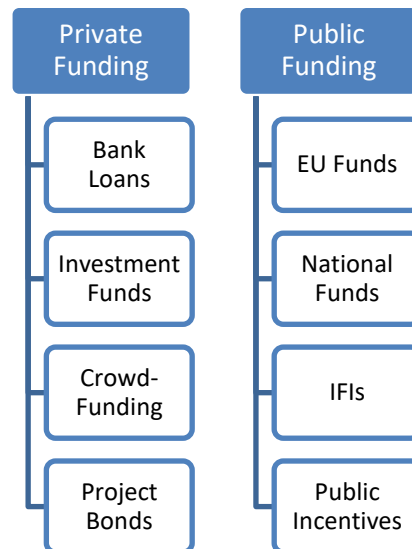 Private
Funding
Bank
Loans
Investment
Funds
Crowd-
Funding
Project
Bonds
Public
Funding
EU Funds
National
Funds
IFIs
Public
Incentives